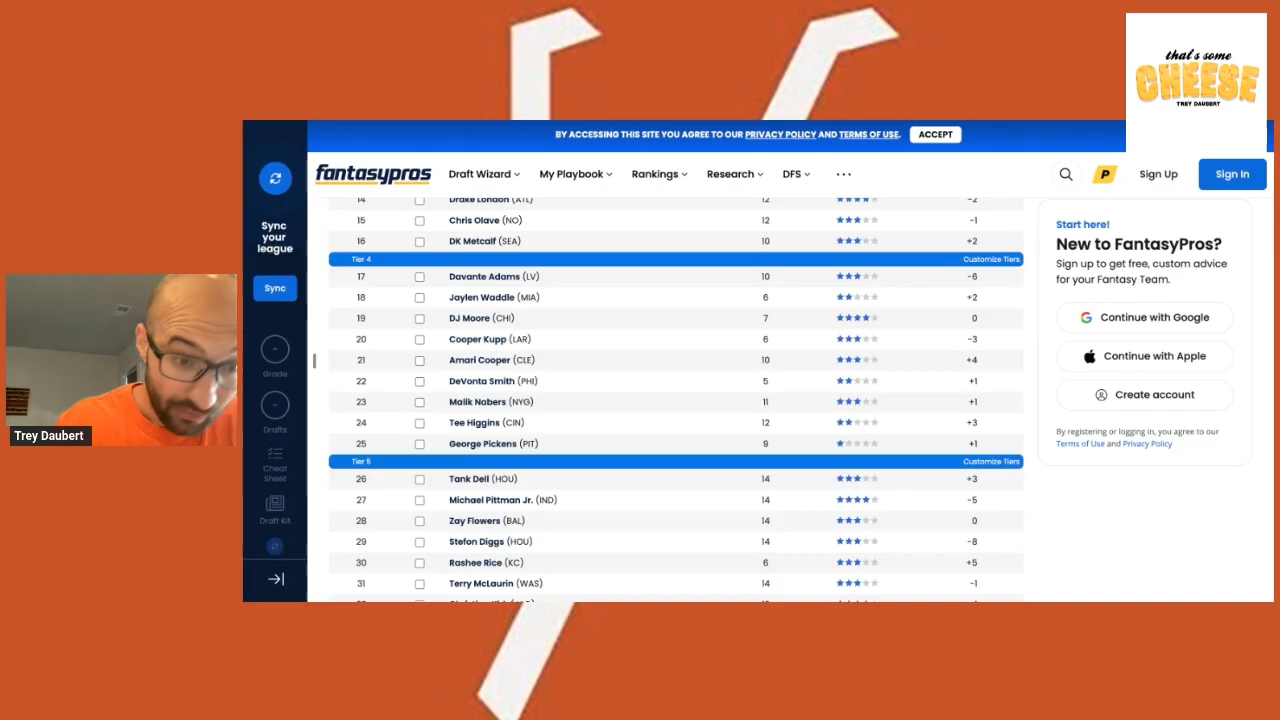 that's some
CHEESE
TREY DAUBERT
BY ACCESSING THIS SITE YOU AGREE TO OUR PRIVACY POLICY AND TERMS OF USE. ACCEPT
fantasypros Draft Wizard My Playbook Rankings Research DFS ... P Sign Up Sign In
Sync
your
league
Sync
Grade
Drafts
Cheat
Sheet
Draft Kit
14 Drake London (ATL) 12 -2
15 Chris Olave (NO) 12 -1
16 DK Metcalf (SEA) 10 +2
Tier 4 Customize Tiers
17 Davante Adams (LV) 10 -6
18 Jaylen Waddle (MIA) 6 +2
19 DJ Moore (CHI) 7 0
20 Cooper Kupp (LAR) 6 -3
21 Amari Cooper (CLE) 10 +4
22 DeVonta Smith (PHI) 5 +1
23 Malik Nabers (NYG) 11 +1
24 Tee Higgins (CIN) 12 +3
25 George Pickens (PIT) 9 +1
Tier 5 Customize Tiers
26 Tank Dell (HOU) 14 +3
27 Michael Pittman Jr. (IND) 14 -5
28 Zay Flowers (BAL) 14 0
29 Stefon Diggs (HOU) 14 -8
30 Rashee Rice (KC) 6 +5
31 Terry McLaurin (WAS) 14 -1
Start here!
New to FantasyPros?
Sign up to get free, custom advice
for your Fantasy Team.
Continue with Google
Continue with Apple
Create account
By registering or logging in, you agree to our
Terms of Use and Privacy Policy
Trey Daubert